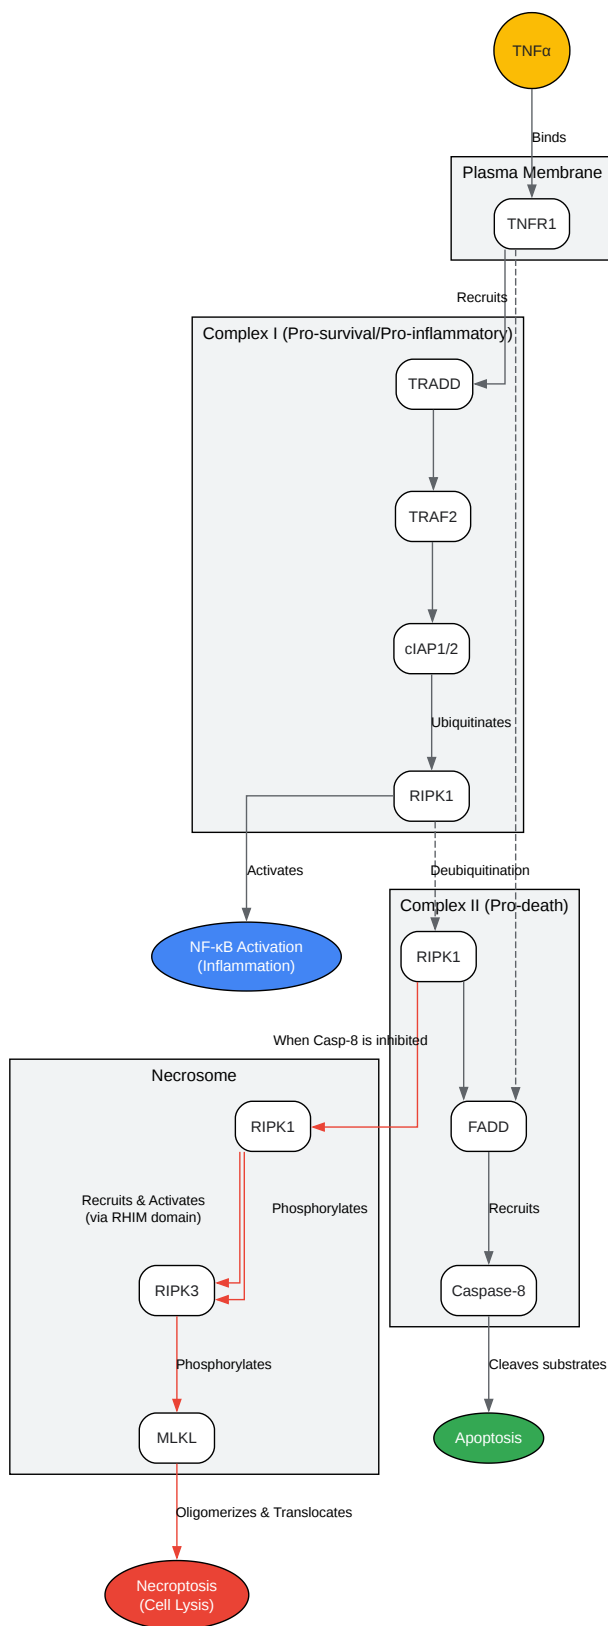 TNFα
Binds
Plasma Membrane
TNFR1
Recruits
Complex I (Pro-survival/Pro-inflammatory)
TRADD
TRAF2
cIAP1/2
Ubiquitinates
RIPK1
Activates
Deubiquitination
NF-κB Activation
(Inflammation)
Complex II (Pro-death)
RIPK1
When Casp-8 is inhibited
Necrosome
RIPK1
FADD
Recruits & Activates
(via RHIM domain)
Phosphorylates
Recruits
RIPK3
Caspase-8
Phosphorylates
Cleaves substrates
MLKL
Apoptosis
Oligomerizes & Translocates
Necroptosis
(Cell Lysis)